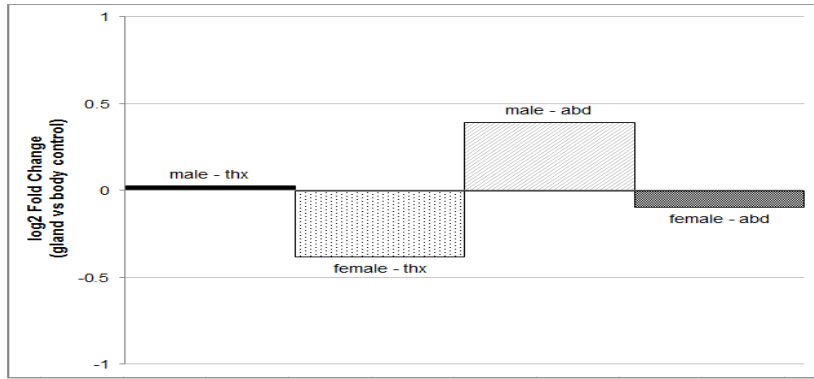 1
0.5
male - abd
male - thx
0
female - abd
female - thx
-0.5
-1
log2 Fold Change
(gland vs body control)